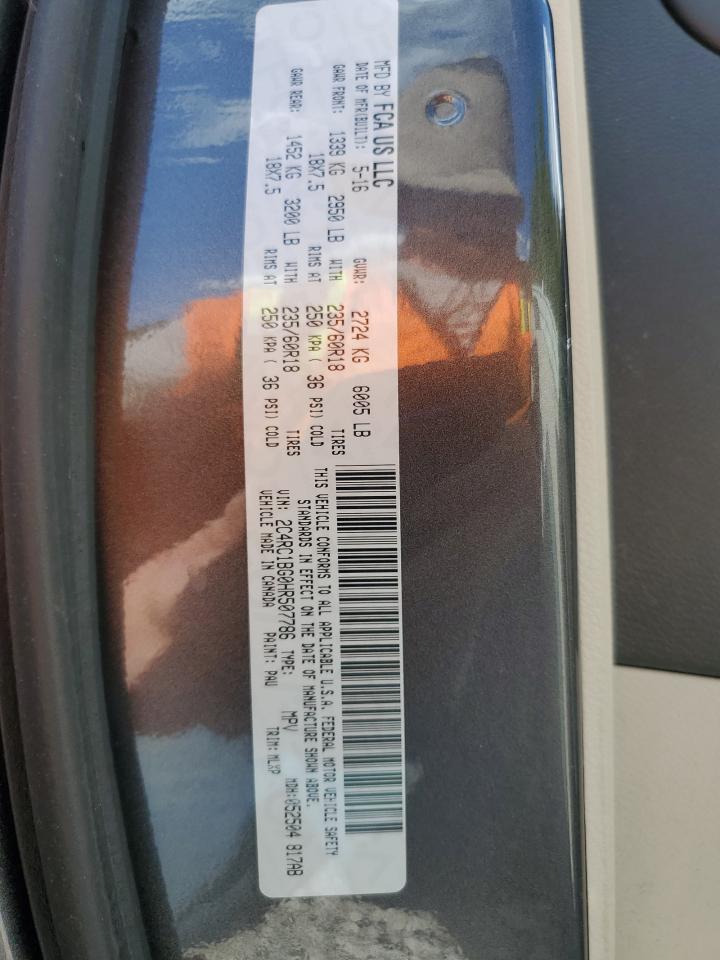 MFD BY FCA US LLC
DATE OF MFR(BUILT): 5-16 GVWR: 2724 KG 6005 LB
GAWR FRONT: 1339 KG 2950 LB WITH 235/60R18 TIRES
18X7.5 RIMS AT 250 KPA ( 36 PSI) COLD
GAWR REAR: 1452 KG 3200 LB WITH 235/60R18 TIRES
18X7.5 RIMS AT 250 KPA ( 36 PSI) COLD
THIS VEHICLE CONFORMS TO ALL APPLICABLE U.S.A. FEDERAL MOTOR VEHICLE SAFETY
STANDARDS IN EFFECT ON THE DATE OF MANUFACTURE SHOWN ABOVE.
VIN: 2C4RC1BG0HR507786 TYPE: MPV MDH:052504 817AB
VEHICLE MADE IN CANADA PAINT: PAU TRIM: MLXP